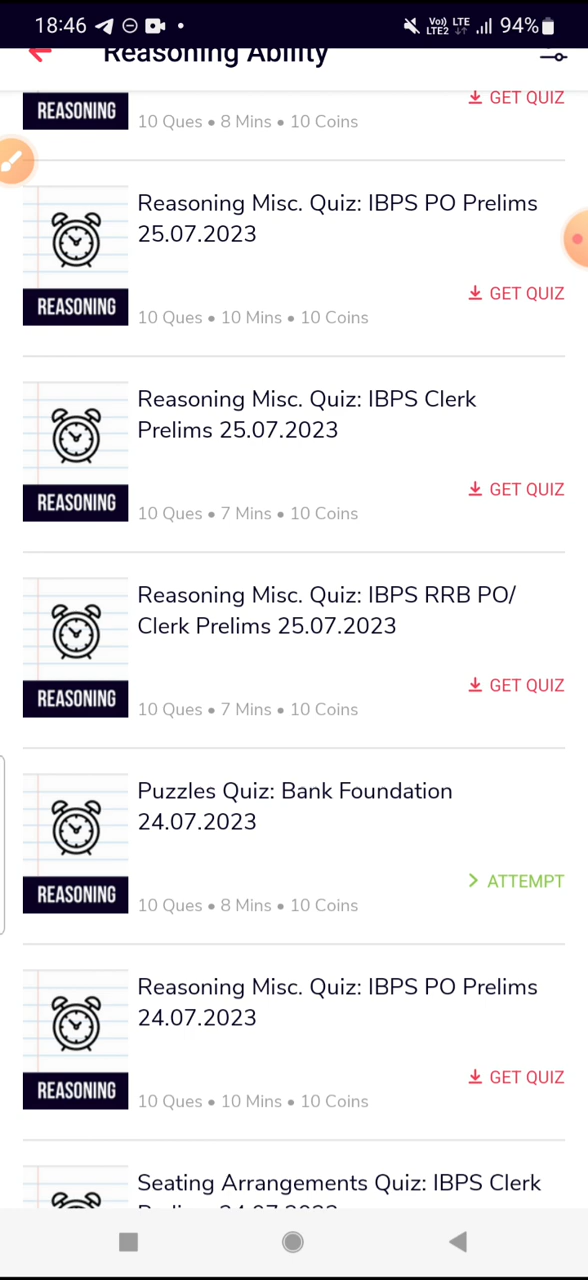 18:46
Vo)) LTE
LTE2
94%
Reasoning Ability
GET QUIZ
REASONING
10 Ques • 8 Mins • 10 Coins
Reasoning Misc. Quiz: IBPS PO Prelims
25.07.2023
GET QUIZ
REASONING
10 Ques • 10 Mins • 10 Coins
Reasoning Misc. Quiz: IBPS Clerk
Prelims 25.07.2023
GET QUIZ
REASONING
10 Ques • 7 Mins • 10 Coins
Reasoning Misc. Quiz: IBPS RRB PO/
Clerk Prelims 25.07.2023
GET QUIZ
REASONING
10 Ques • 7 Mins • 10 Coins
Puzzles Quiz: Bank Foundation
24.07.2023
ATTEMPT
REASONING
10 Ques • 8 Mins • 10 Coins
Reasoning Misc. Quiz: IBPS PO Prelims
24.07.2023
GET QUIZ
REASONING
10 Ques • 10 Mins • 10 Coins
Seating Arrangements Quiz: IBPS Clerk